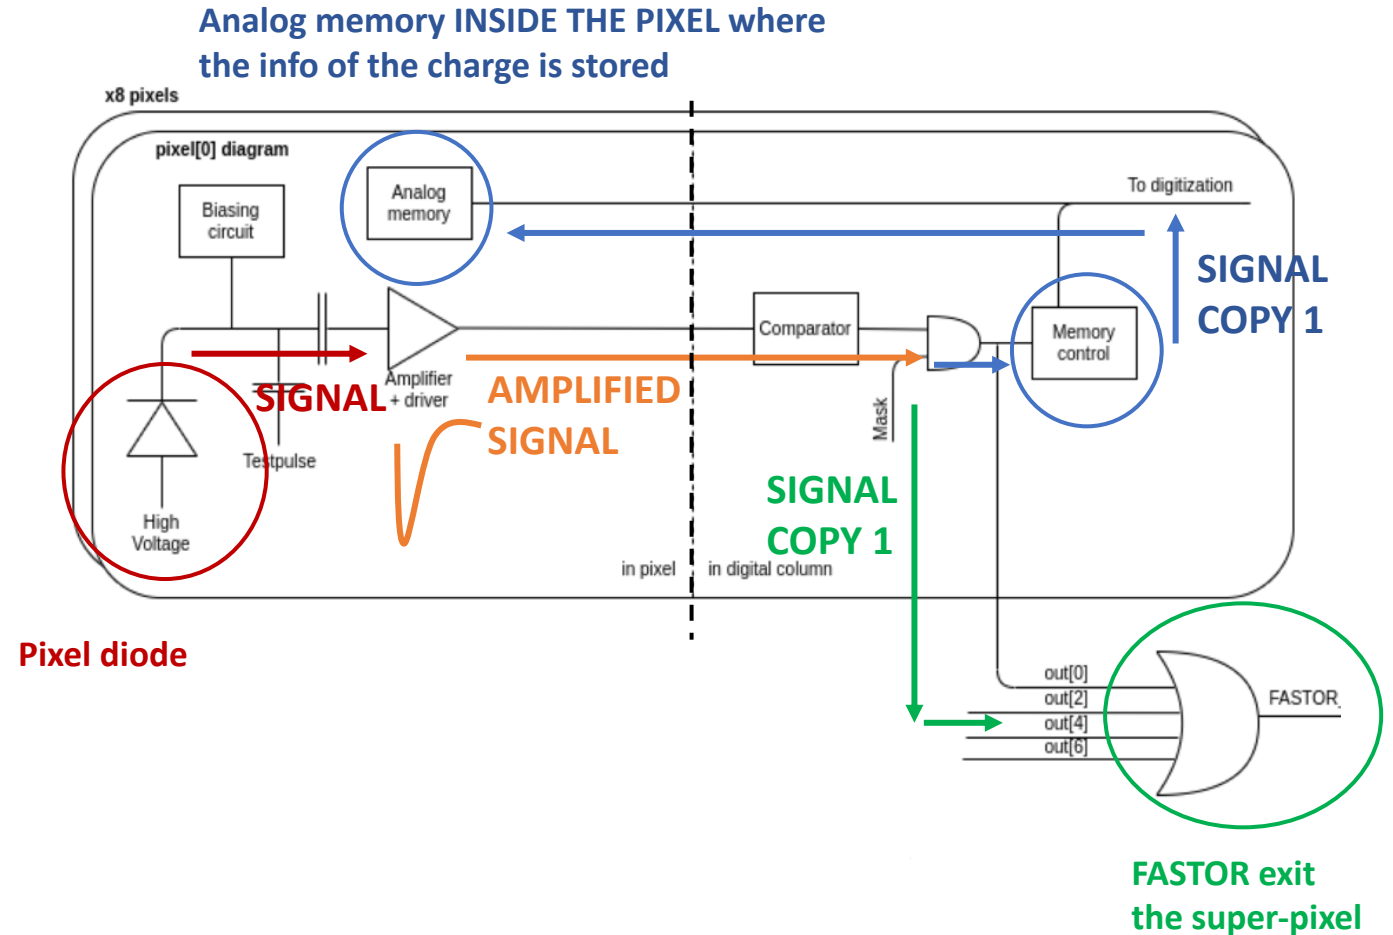 Analog memory INSIDE THE PIXEL where
the info of the charge is stored
x8 pixels
pixel[0] diagram
Biasing
circuit
Analog
memory
To digitization
SIGNAL
COPY 1
Comparator
Memory
control
Amplifier
+ driver
SIGNAL
AMPLIFIED
SIGNAL
Mask
Testpulse
High
Voltage
SIGNAL
COPY 1
in pixel
in digital column
Pixel diode
out[0]
out[2]
out[4]
out[6]
FASTOR_
FASTOR exit
the super-pixel